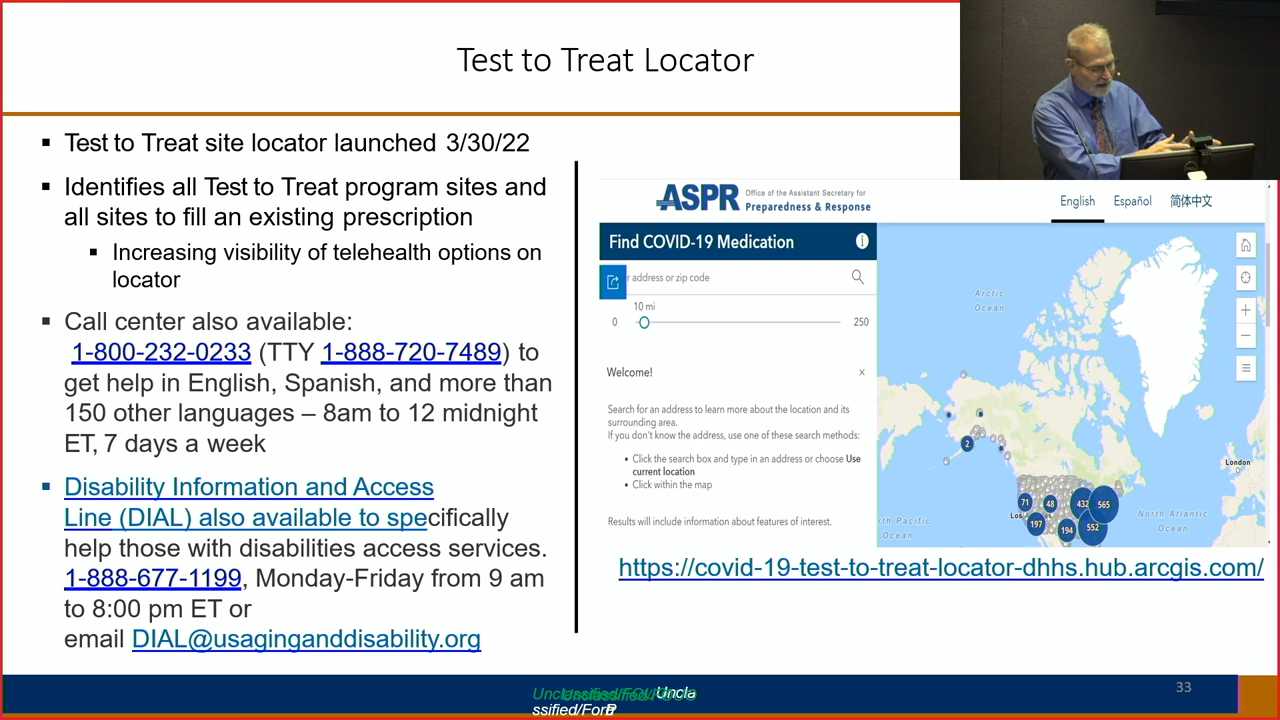 Test to Treat Locator
▪ Test to Treat site locator launched 3/30/22
▪ Identifies all Test to Treat program sites and
all sites to fill an existing prescription
▪ Increasing visibility of telehealth options on
locator
▪ Call center also available:
1-800-232-0233 (TTY 1-888-720-7489) to
get help in English, Spanish, and more than
150 other languages – 8am to 12 midnight
ET, 7 days a week
▪ Disability Information and Access
Line (DIAL) also available to specifically
help those with disabilities access services.
1-888-677-1199, Monday-Friday from 9 am
to 8:00 pm ET or
email DIAL@usaginganddisability.org
ASPR
Office of the Assistant Secretary for
Preparedness & Response
English Español 简体中文
Find COVID-19 Medication
r address or zip code
10 mi
0 250
Welcome! x
Search for an address to learn more about the location and its
surrounding area.
If you don't know the address, use one of these search methods:
• Click the search box and type in an address or choose Use
current location
• Click within the map
Results will include information about features of interest.
Arctic
Ocean
2
London
71 48 432 565
Los
197 194 552
North Atlantic
Ocean
th Pacific
Ocean
https://covid-19-test-to-treat-locator-dhhs.hub.arcgis.com/
Uncla
ssified/For
33